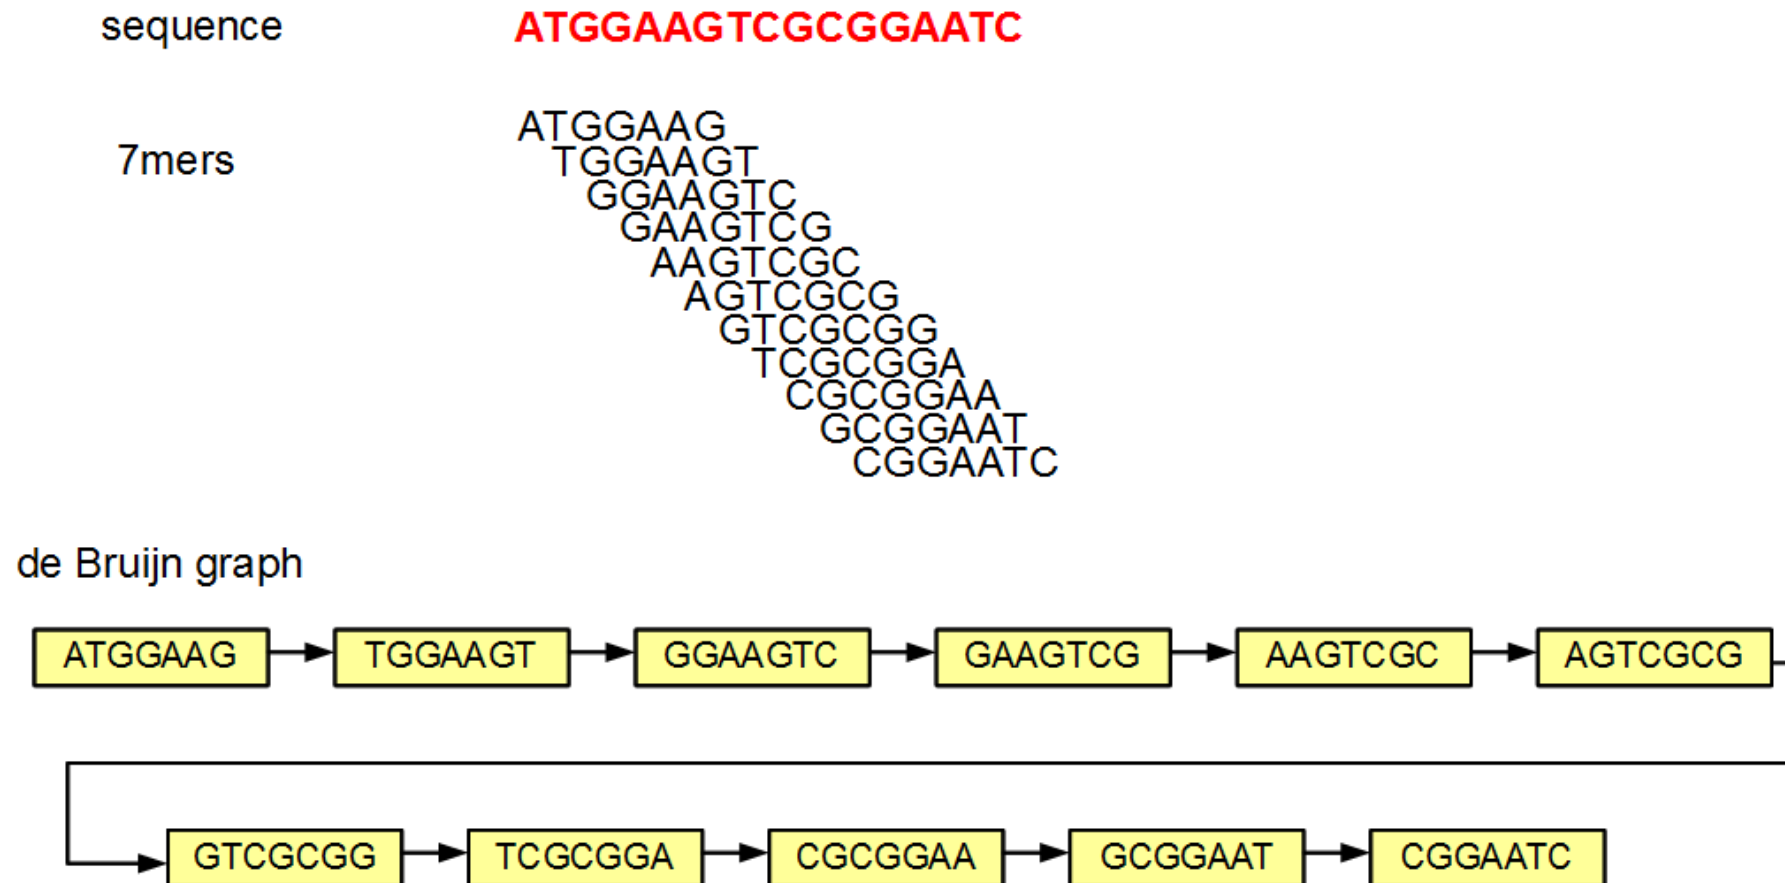 sequence ATGGAAGTCGCGGAATC
ATGGAAG
7mers TGGAAGT
GGAAGTC
GAAGTCG
AAGTCGC
AGTCGCG
GTCGCGG
TCGCGGA
CGCGGAA
GCGGAAT
CGGAATC
de Bruijn graph
ATGGAAG TGGAAGT GGAAGTC GAAGTCG AAGTCGC AGTCGCG
GTCGCGG TCGCGGA CGCGGAA GCGGAAT CGGAATC